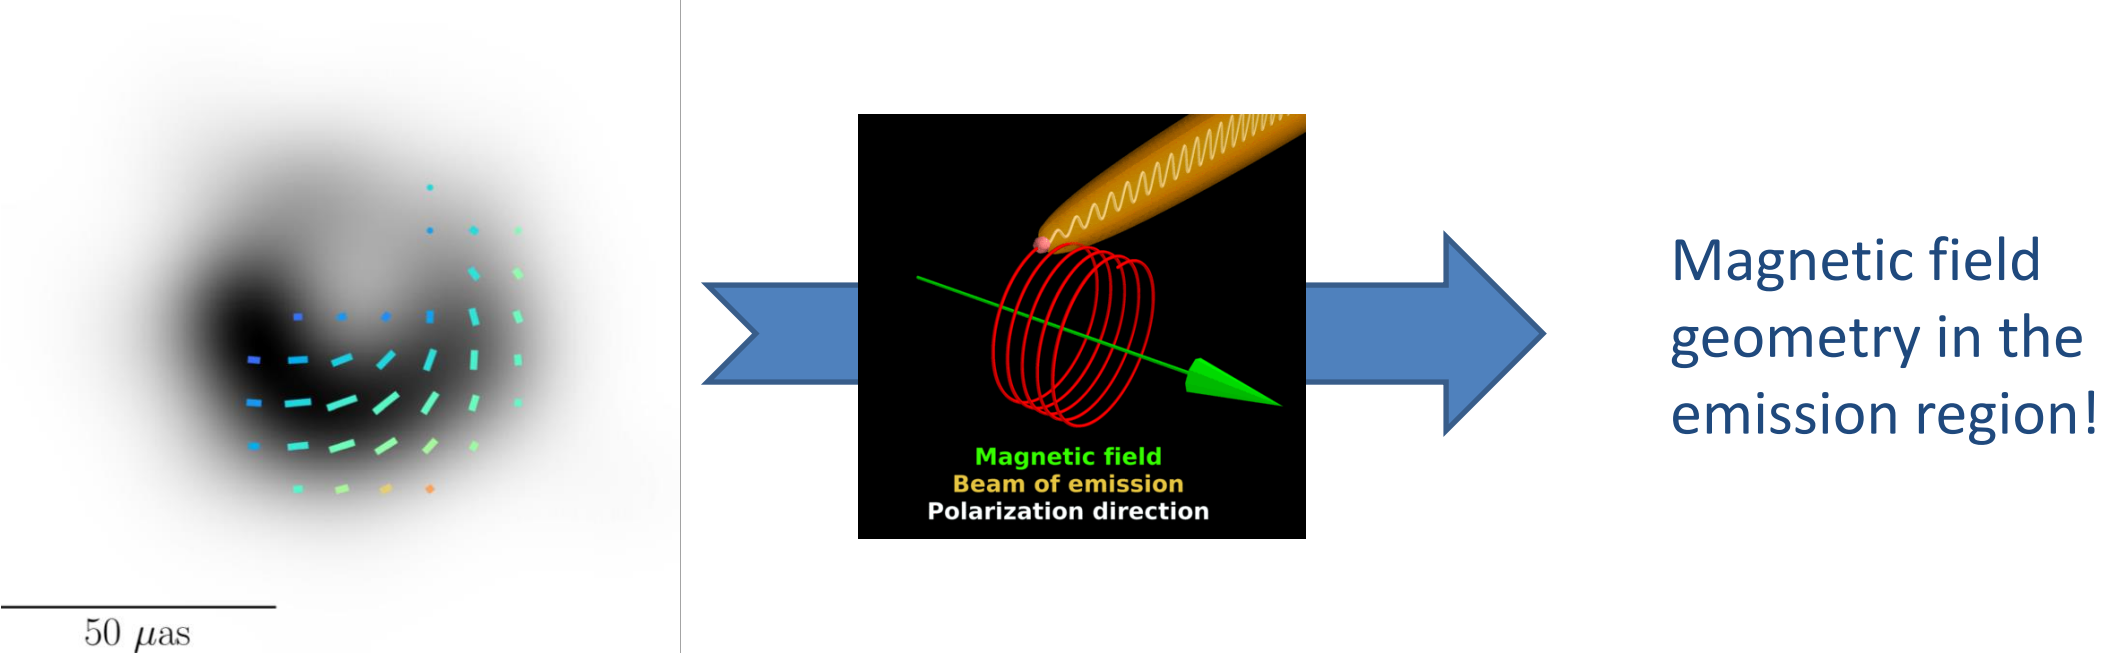 50 μas
Magnetic field
Beam of emission
Polarization direction
Magnetic field
geometry in the
emission region!